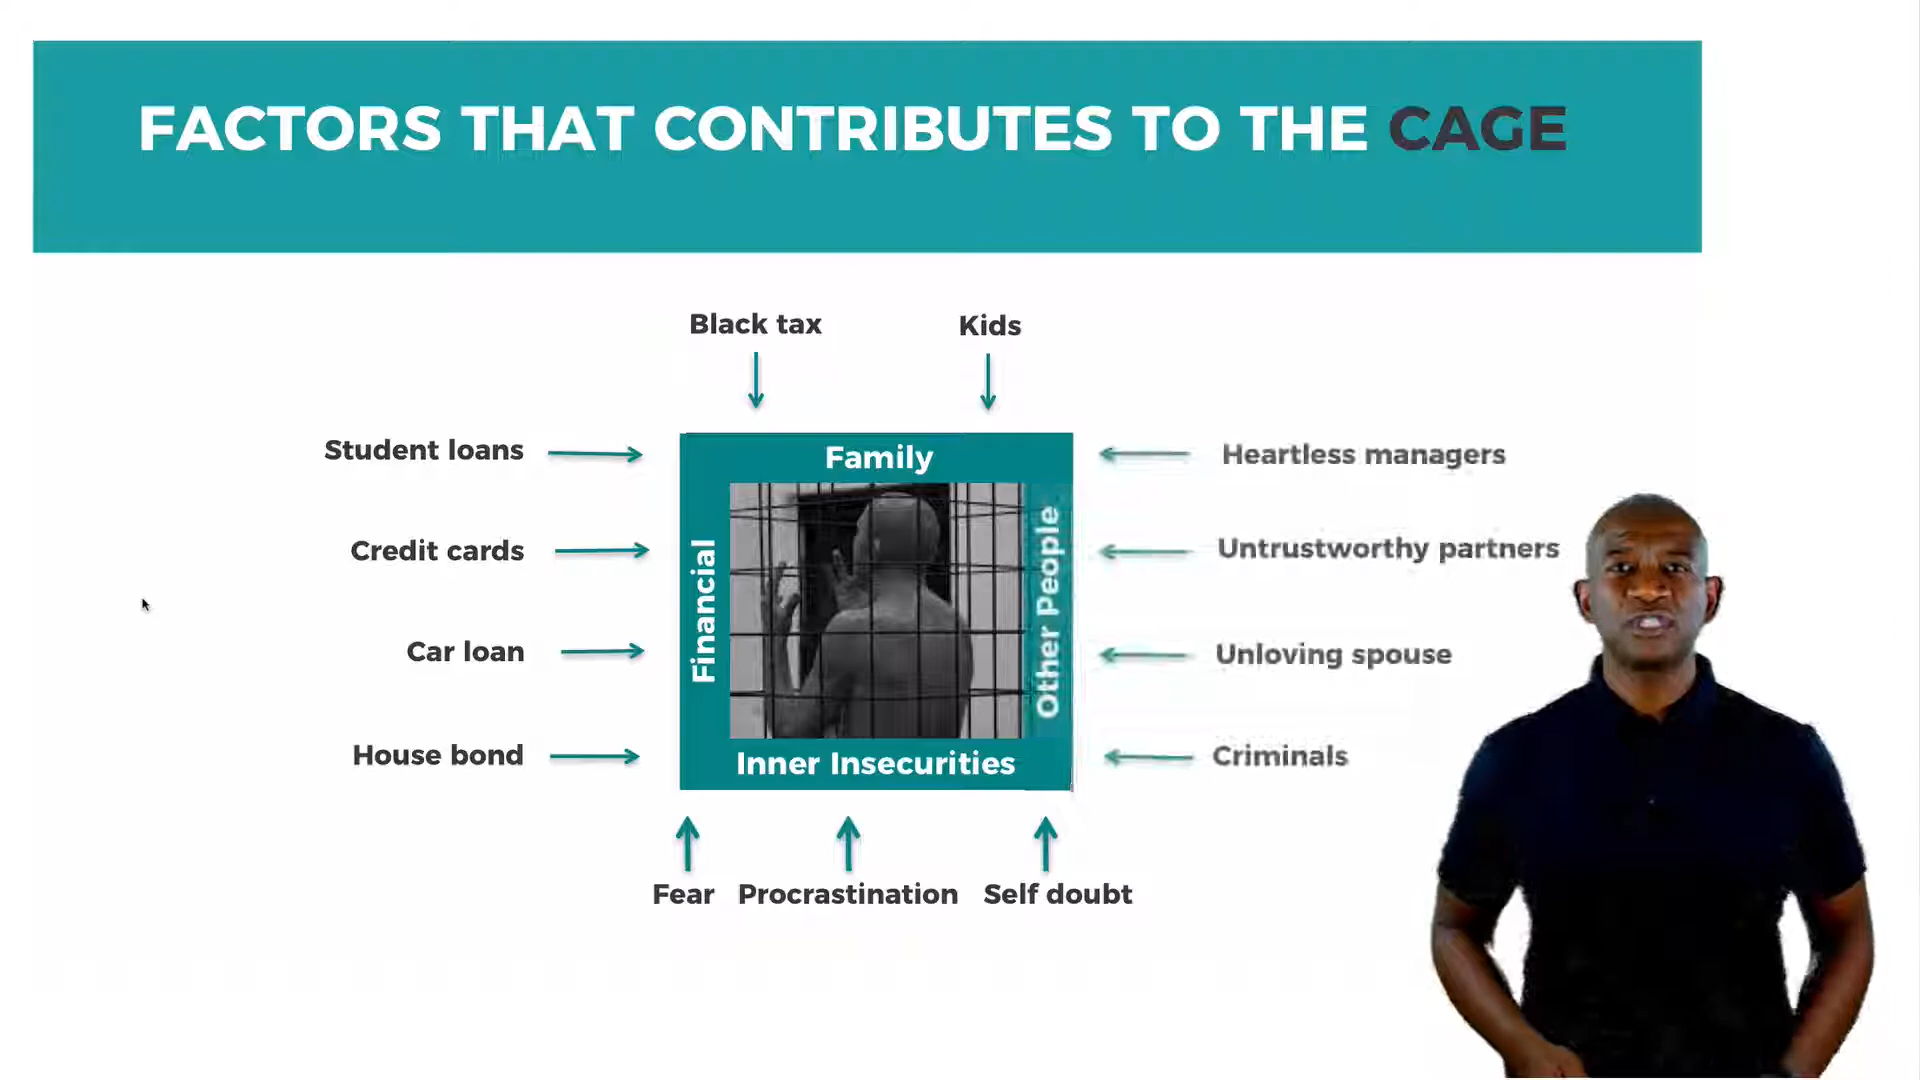 FACTORS THAT CONTRIBUTES TO THE CAGE
Black tax
Kids
Student loans
Credit cards
Car loan
House bond
Family
Financial
Other People
Inner Insecurities
Heartless managers
Untrustworthy partners
Unloving spouse
Criminals
Fear
Procrastination
Self doubt